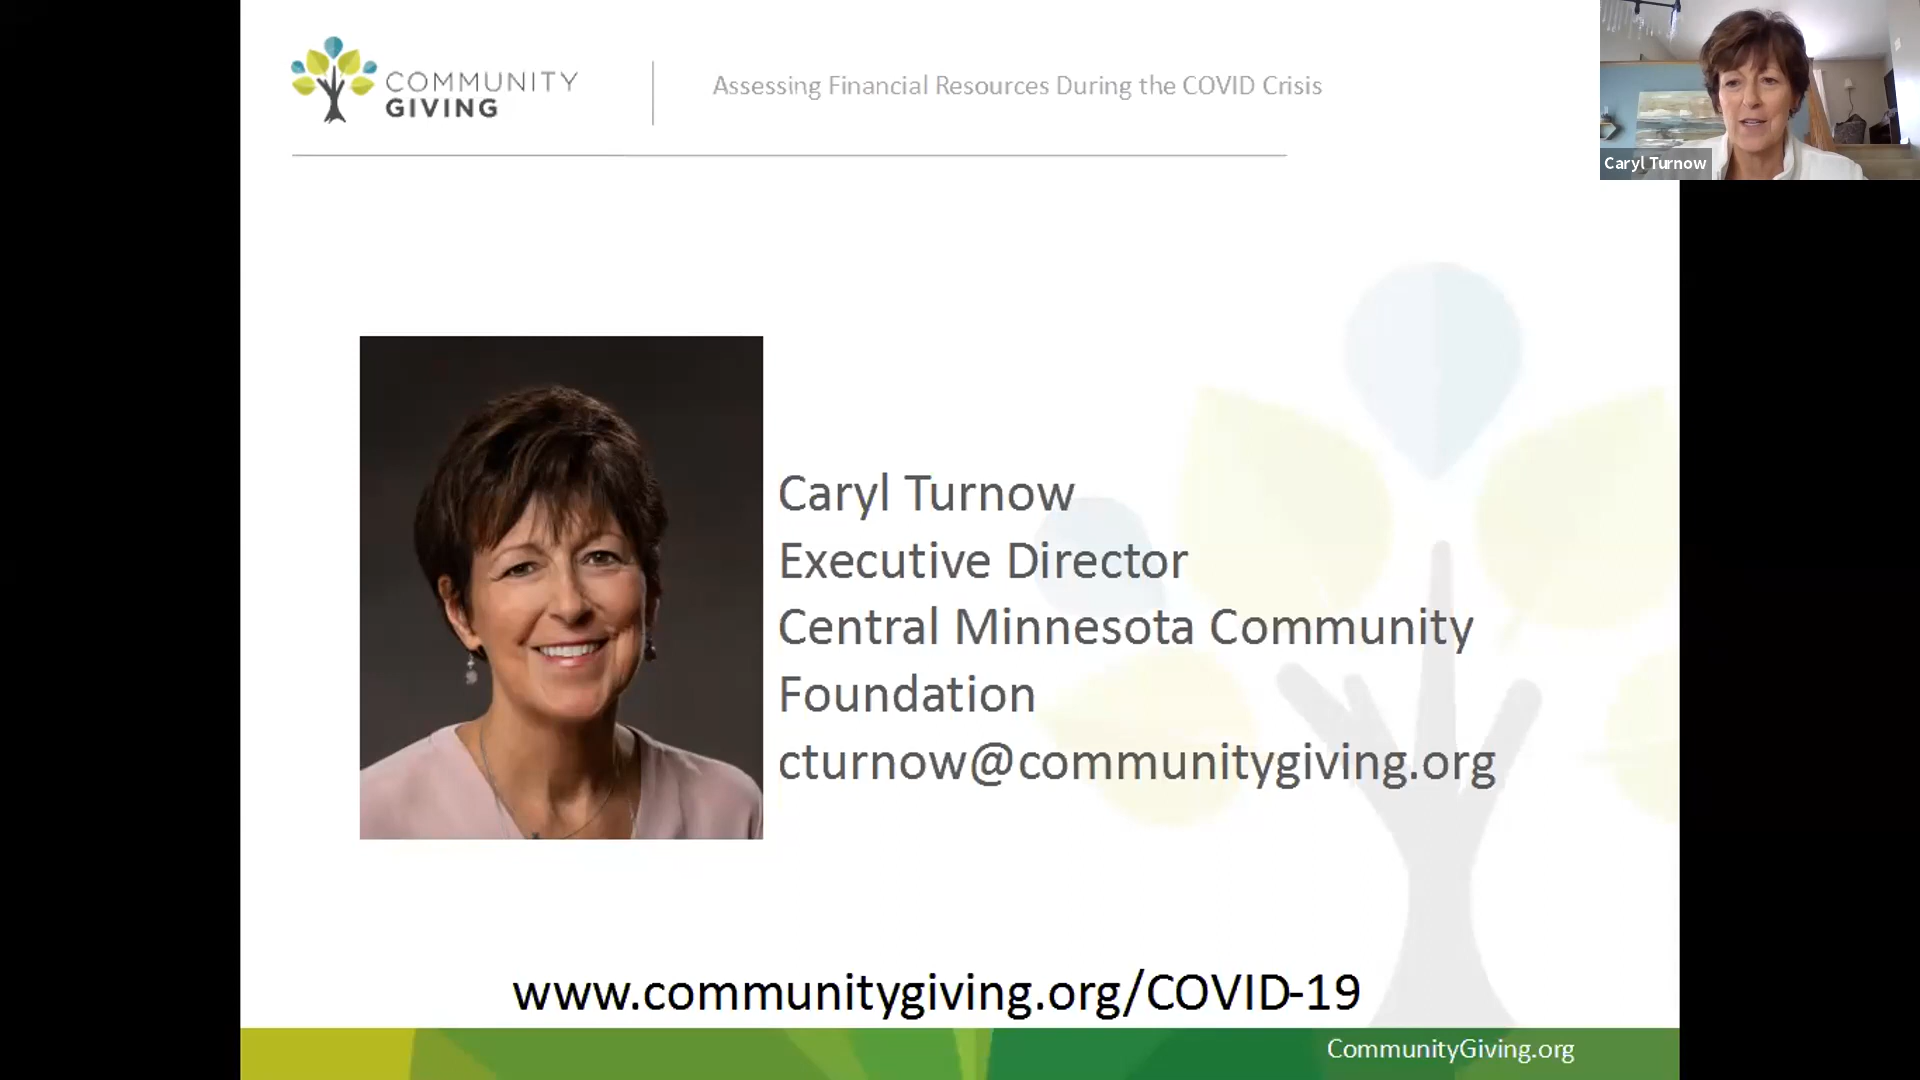 COMMUNITY
GIVING
Assessing Financial Resources During the COVID Crisis
Caryl Turnow
Caryl Turnow
Executive Director
Central Minnesota Community
Foundation
cturnow@communitygiving.org
www.communitygiving.org/COVID-19
CommunityGiving.org